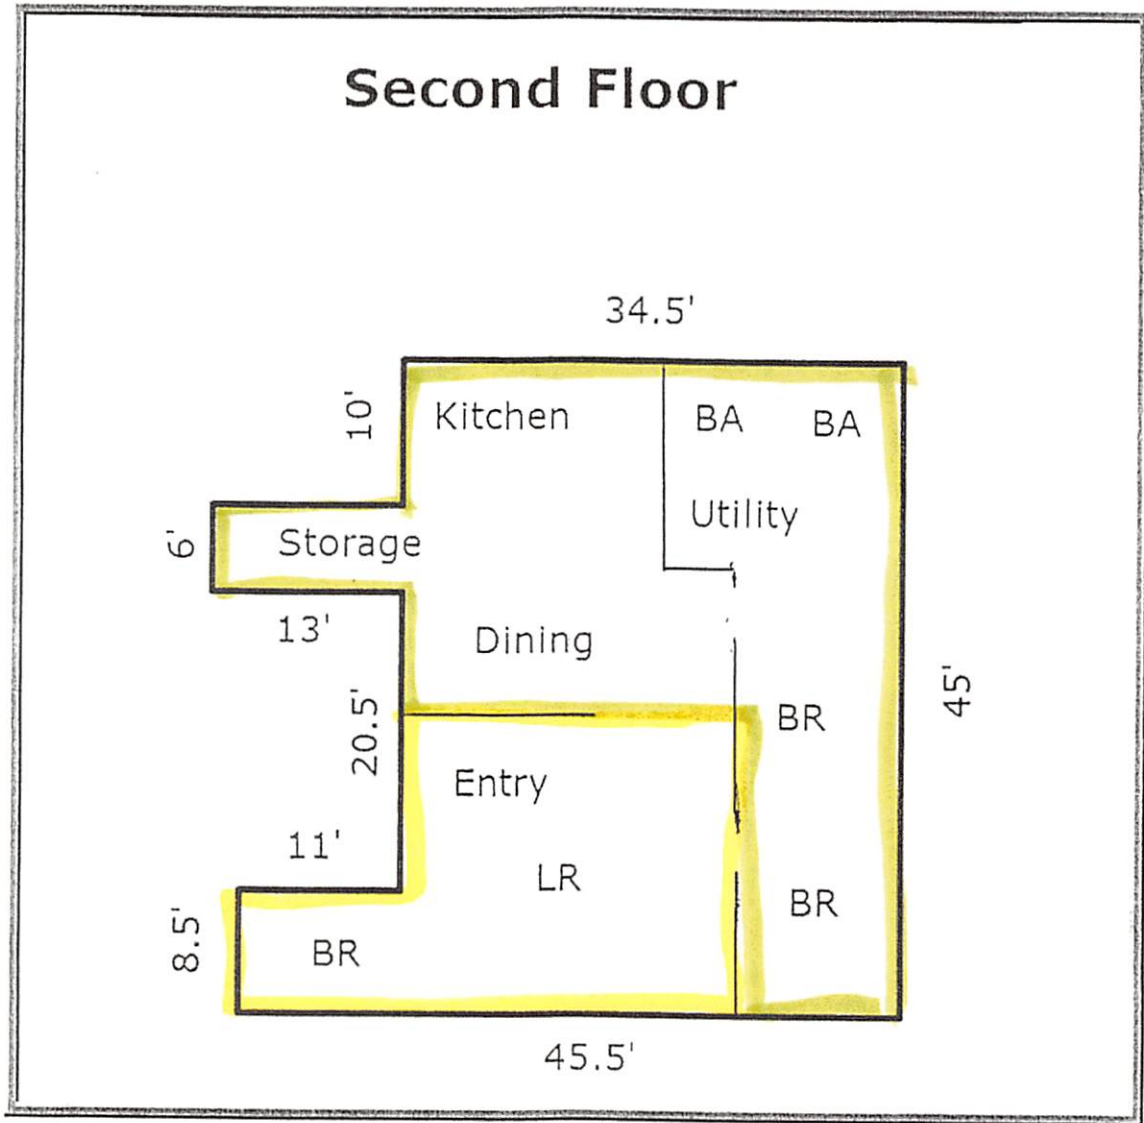 Second Floor
34.5'
10'
Kitchen
BA
BA
6'
Storage
Utility
13'
Dining
20.5'
BR
45'
Entry
11'
LR
8.5'
BR
BR
45.5'